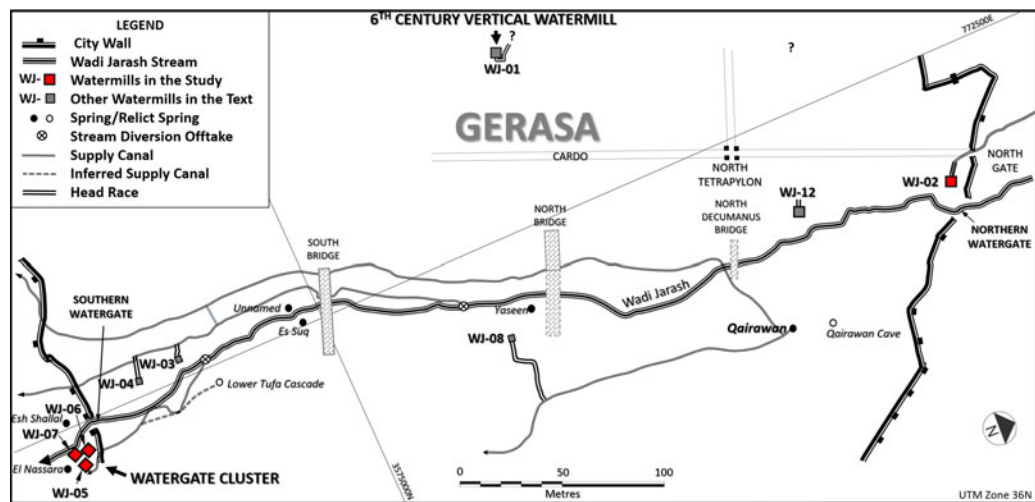 LEGEND
City Wall
Wadi Jarash Stream
WJ- Watermills in the Study
WJ- Other Watermills in the Text
Spring/Relict Spring
Stream Diversion Offtake
Supply Canal
Inferred Supply Canal
Head Race
6TH CENTURY VERTICAL WATERMILL
?
WJ-01
?
772500E
GERASA
CARDO
NORTH
TETRAPYLON
NORTH
GATE
WJ-02
WJ-12
NORTH
DECUMANUS
BRIDGE
NORTHERN
WATERGATE
NORTH
BRIDGE
SOUTH
BRIDGE
SOUTHERN
WATERGATE
Unnamed
Es Suq
Yaseen
Wadi Jarash
Qairawan
Qairawan Cave
WJ-08
WJ-03
WJ-04
Lower Tufa Cascade
WJ-06
Esh Shallal
WJ-07
El Nassara
WJ-05
WATERGATE CLUSTER
3575000N
0 50 100
Metres
N
UTM Zone 36N